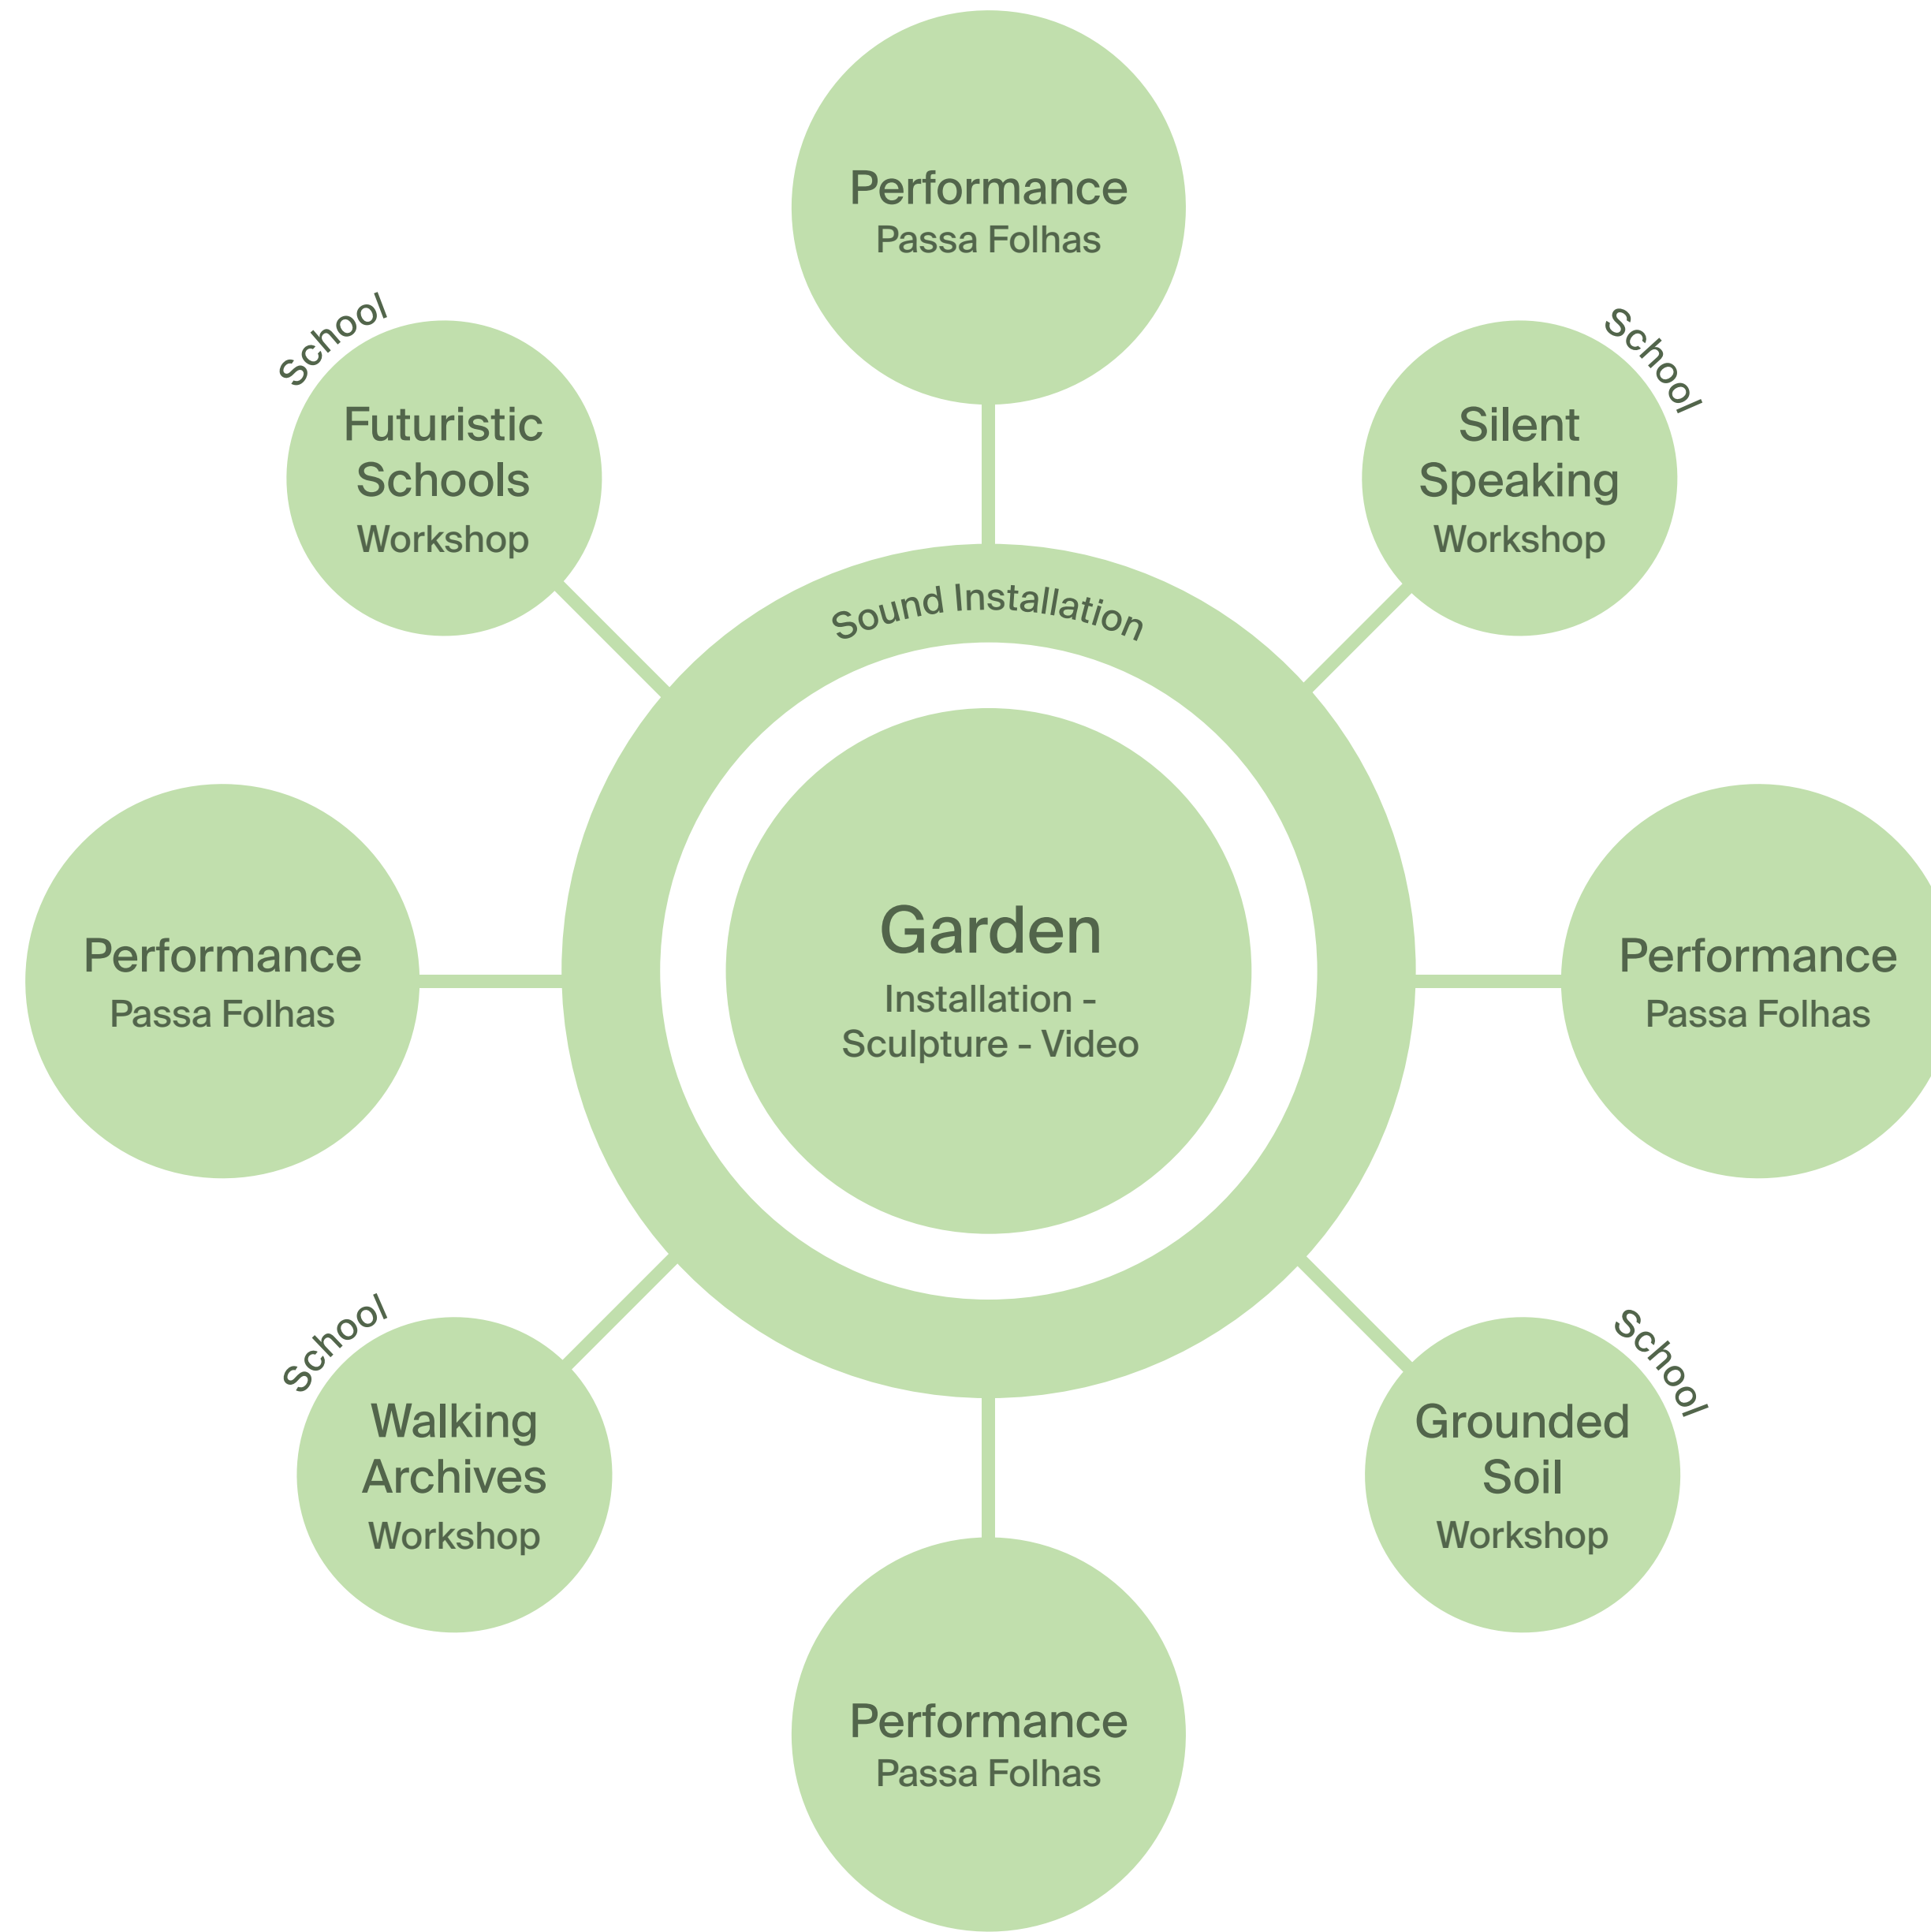 Performance
Passa Folhas
School
Futuristic
Schools
Workshop
School
Silent
Speaking
Workshop
Sound Installation
Garden
Installation -
Sculpture - Video
Performance
Passa Folhas
Performance
Passa Folhas
School
Walking
Archives
Workshop
School
Grounded
Soil
Workshop
Performance
Passa Folhas